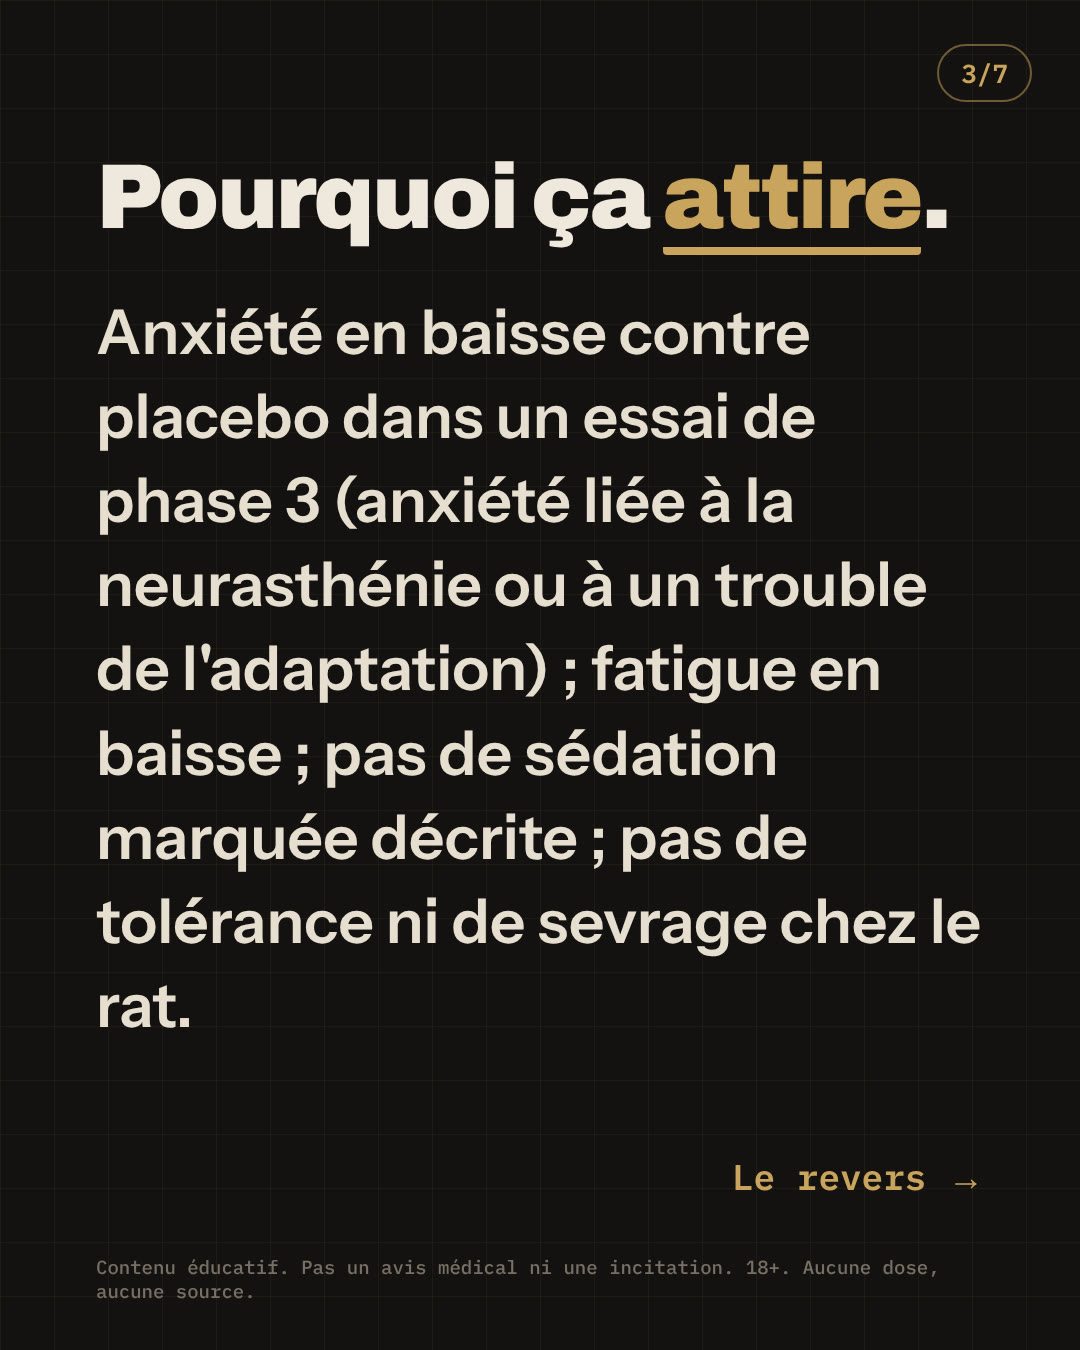 3/7
Pourquoi ça attire.
Anxiété en baisse contre
placebo dans un essai de
phase 3 (anxiété liée à la
neurasthénie ou à un trouble
de l'adaptation) ; fatigue en
baisse ; pas de sédation
marquée décrite ; pas de
tolérance ni de sevrage chez le
rat.
Le revers →
Contenu éducatif. Pas un avis médical ni une incitation. 18+. Aucune dose,
aucune source.